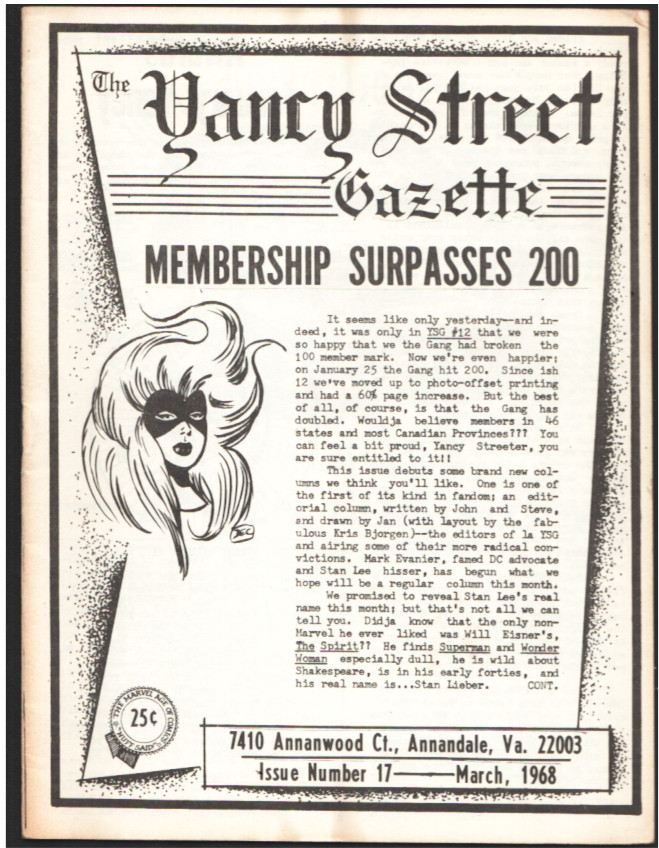 The Yancy Street
Gazette
MEMBERSHIP SURPASSES 200
It seems like only yesterday--and in-
deed, it was only in YSG #12 that we were
so happy that we the Gang had broken the
100 member mark. Now we're even happier;
on January 25 the Gang hit 200. Since ish
12 we've moved up to photo-offset printing
and had a 60% page increase. But the best
of all, of course, is that the Gang has
doubled. Wouldja believe members in 46
states and most Canadian Provinces??? You
can feel a bit proud, Yancy Streeter, you
are sure entitled to it!!
This issue debuts some brand new col-
umns we think you'll like. One is one of
the first of its kind in fandom; an edit-
orial column, written by John and Steve,
and drawn by Jan (with layout by the fab-
ulous Kris Bjorgen)--the editors of la YSG
and airing some of their more radical con-
victions. Mark Evanier, famed DC advocate
and Stan Lee hisser, has begun what we
hope will be a regular column this month.
We promised to reveal Stan Lee's real
name this month; but that's not all we can
tell you. Didja know that the only non-
Marvel he ever liked was Will Eisner's,
The Spirit?? He finds Superman and Wonder
Woman especially dull, he is wild about
Shakespeare, is in his early forties, and
his real name is...Stan Lieber. CONT.
THE MARVEL AGE OF COMICS
25¢
'NUFF SAID!
7410 Annanwood Ct., Annandale, Va. 22003
Issue Number 17——March, 1968